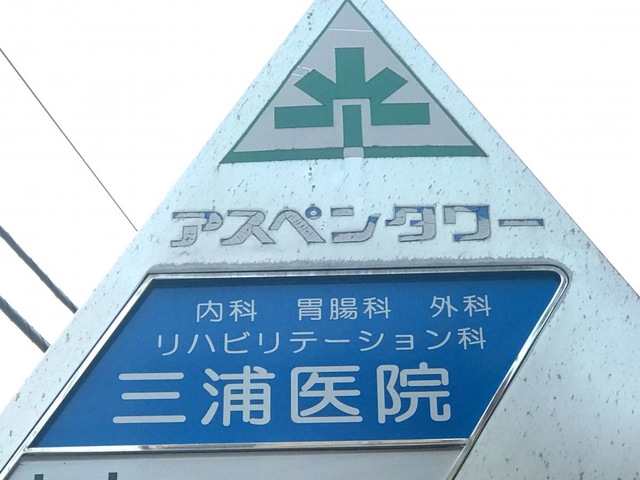 アスペンタワー
内科 胃腸科 外科
リハビリテーション科
三浦医院